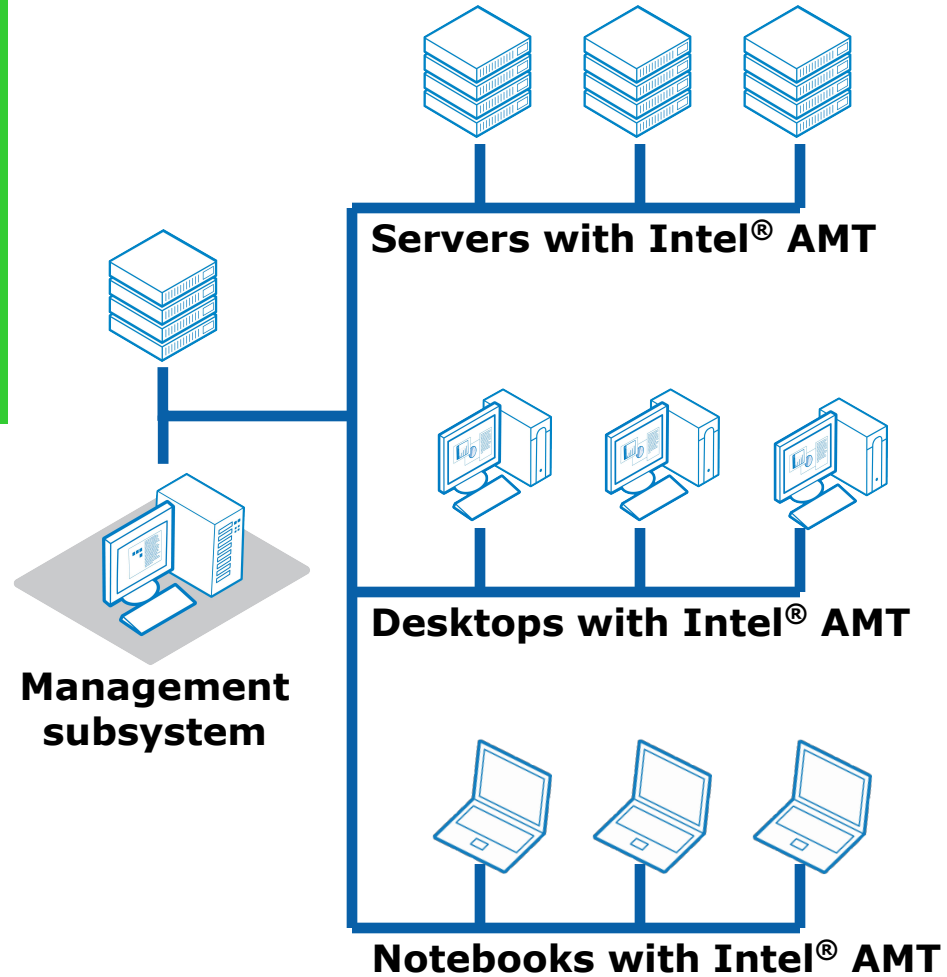 Servers with Intel® AMT
Desktops with Intel® AMT
Management
subsystem
Notebooks with Intel® AMT